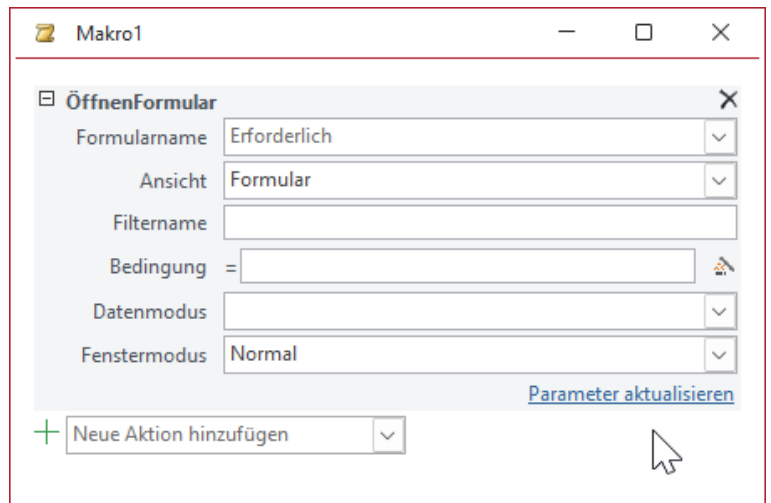 Makro1
ÖffnenFormular
Formularname Erforderlich
Ansicht Formular
Filtername
Bedingung =
Datenmodus
Fenstermodus Normal
Parameter aktualisieren
Neue Aktion hinzufügen